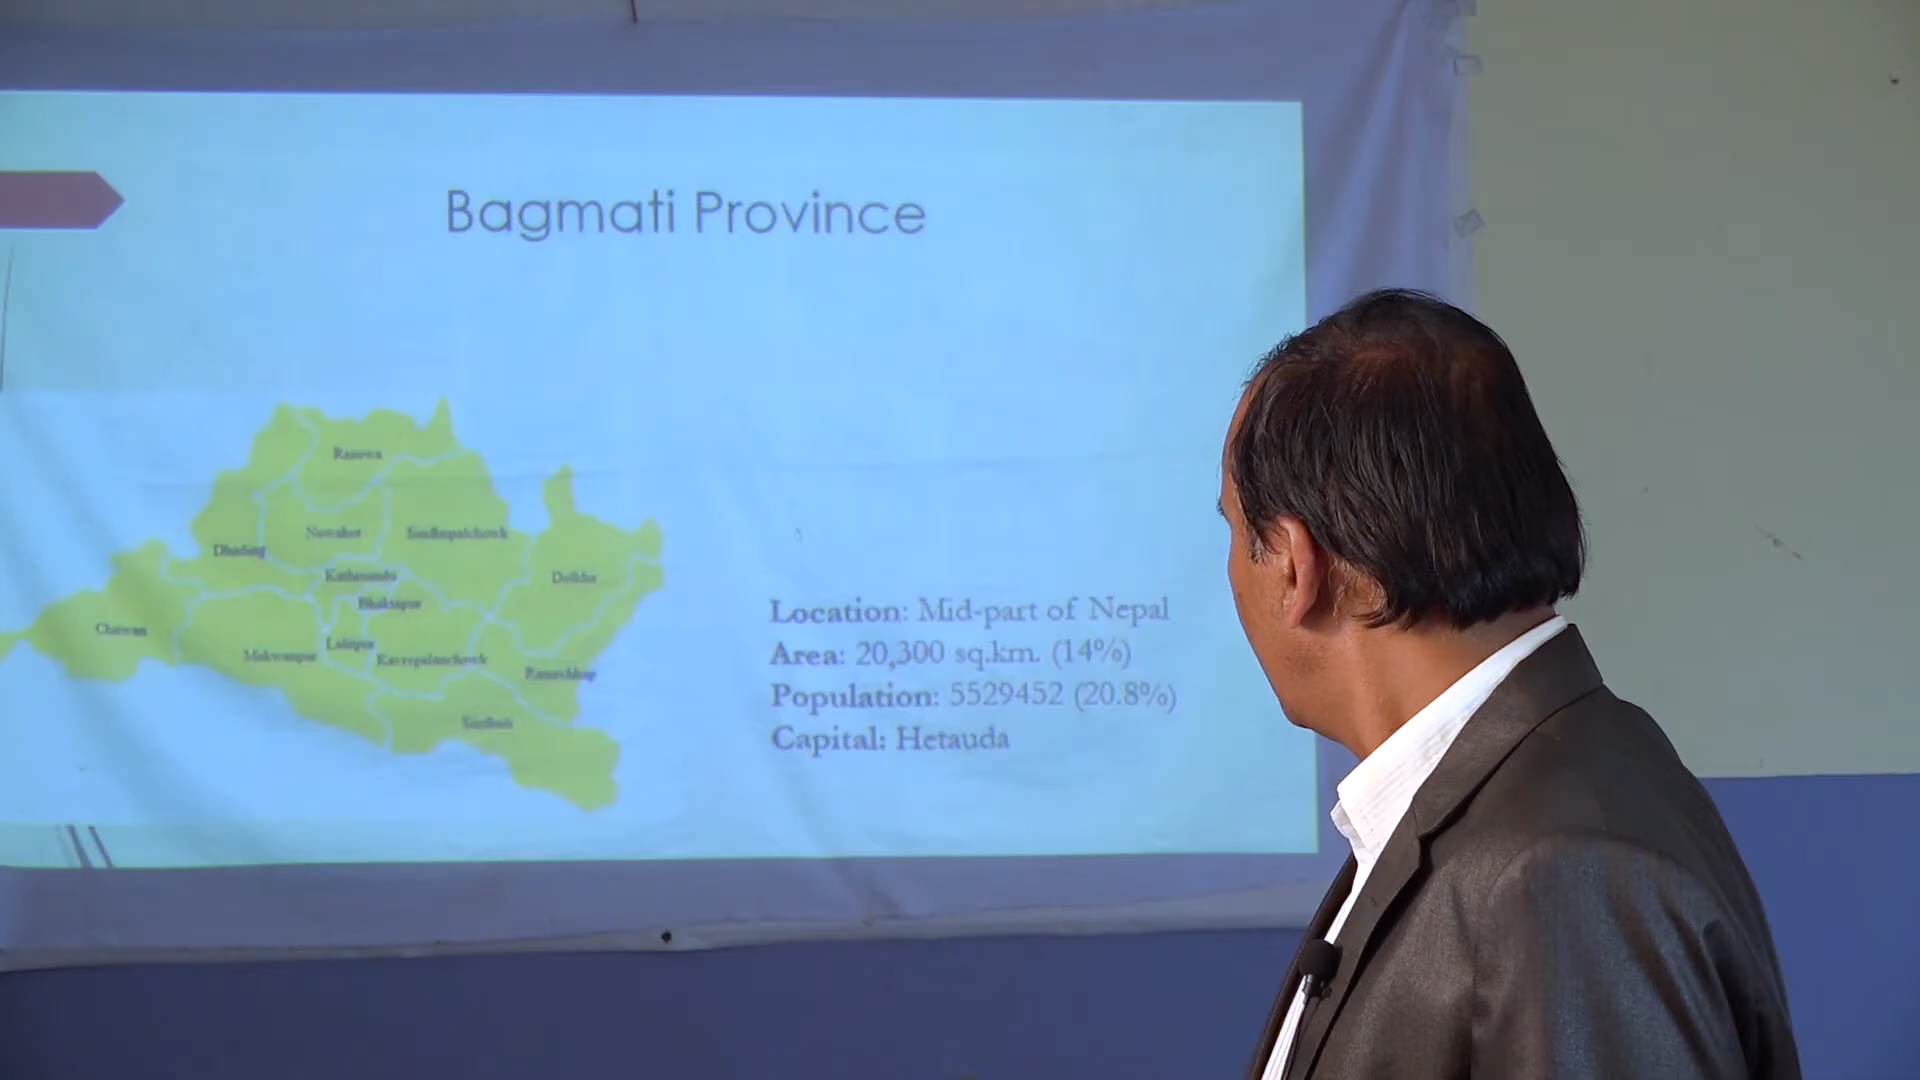 Bagmati Province
Rasuwa
Nuwakot
Sindhupalchowk
Dhading
Kathmandu
Dolkha
Bhaktapur
Chitwan
Lalitpur
Makwanpur
Kavrepalanchowk
Ramechhap
Sindhuli
Location: Mid-part of Nepal
Area: 20,300 sq.km. (14%)
Population: 5529452 (20.8%)
Capital: Hetauda